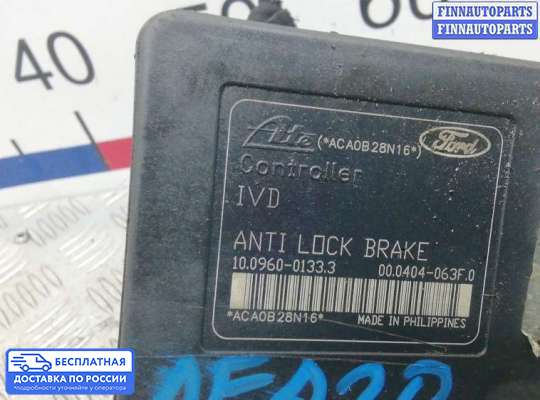 FINNAUTOPARTS
FINNAUTOPARTS
40
Ate (*ACA0B28N16*) Ford
Controller
IVD
ANTI LOCK BRAKE
10.0960-0133.3 00.0404-063F.0
*ACA0B28N16*
MADE IN PHILIPPINES
БЕСПЛАТНАЯ
ДОСТАВКА ПО РОССИИ